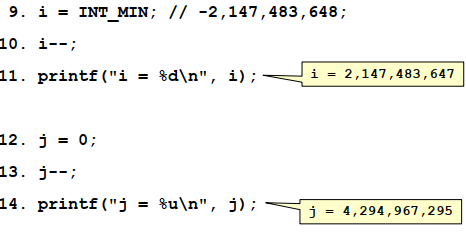 9. i = INT_MIN; // -2,147,483,648;
10. i--;
11. printf("i = %d\n", i);
i = 2,147,483,647
12. j = 0;
13. j--;
14. printf("j = %u\n", j);
j = 4,294,967,295